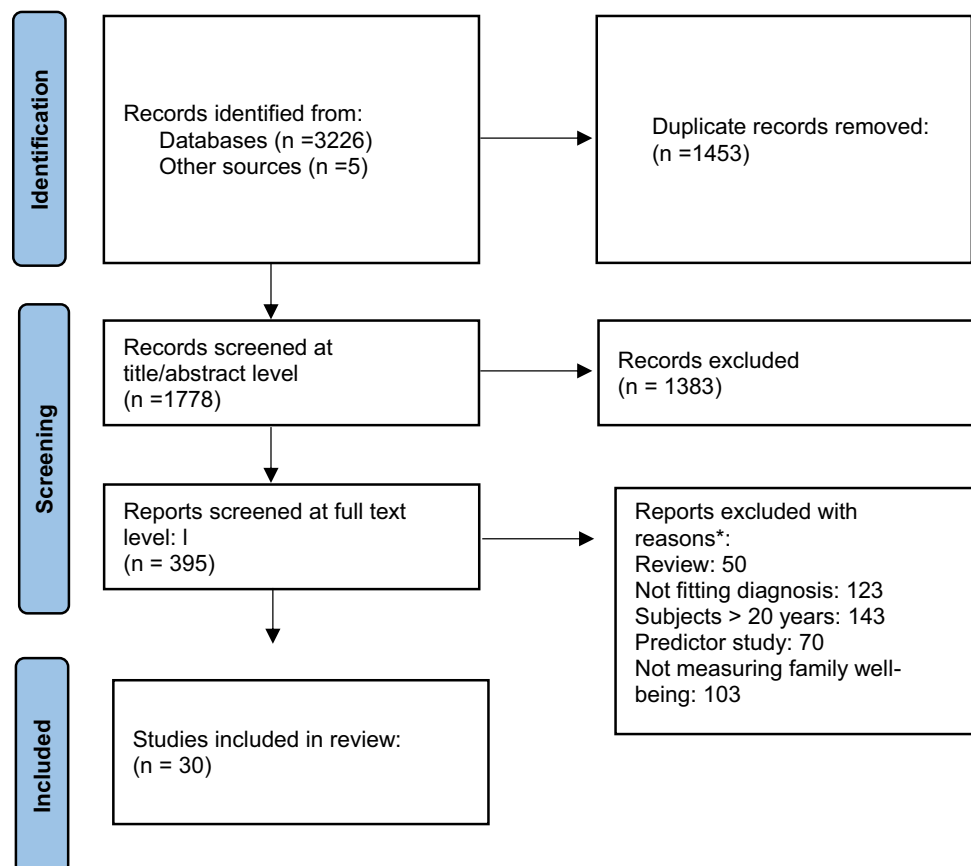 Identification
Records identified from:
Databases (n =3226)
Other sources (n =5)
Duplicate records removed:
(n =1453)
Screening
Records screened at
title/abstract level
(n =1778)
Records excluded
(n = 1383)
Reports screened at full text
level: I
(n = 395)
Reports excluded with
reasons*:
Review: 50
Not fitting diagnosis: 123
Subjects > 20 years: 143
Predictor study: 70
Not measuring family well-
being: 103
Included
Studies included in review:
(n = 30)